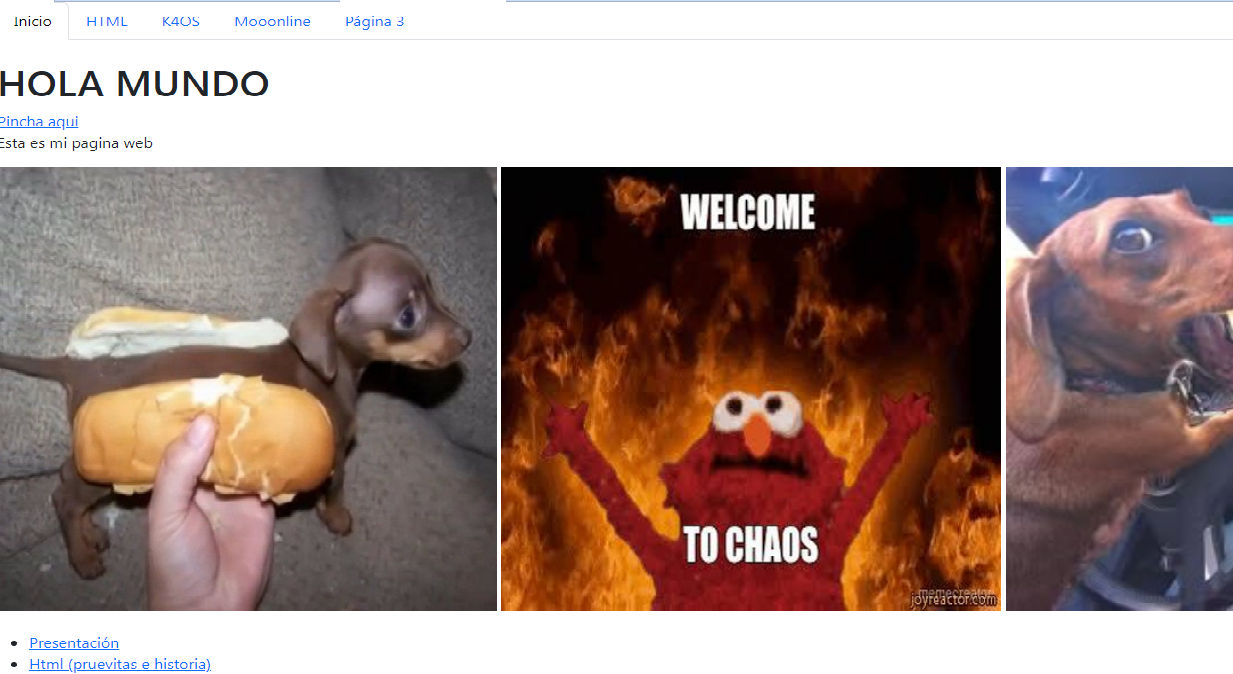 Inicio HTML K4OS Mooonline Página 3
HOLA MUNDO
Pincha aqui
Esta es mi pagina web
WELCOME
TO CHAOS
joyreactor.com
Presentación
Html (pruevitas e historia)